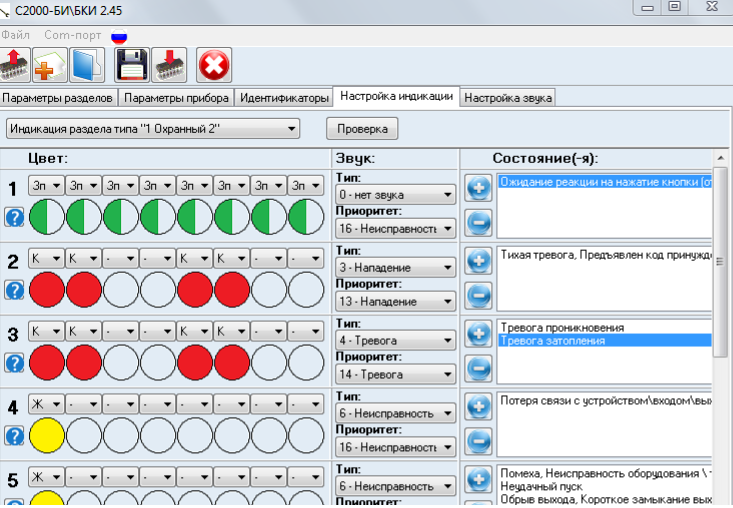 С2000-БИ\БКИ 2.45
Файл Com-порт
Параметры разделов Параметры прибора Идентификаторы Настройка индикации Настройка звука
Индикация раздела типа "1 Охранный 2" Проверка
Цвет: Звук: Состояние(-я):
Тип:
1 Зп Зп Зп Зп Зп Зп Зп Зп 0 - нет звука Ожидание реакции на нажатие кнопки (от
Приоритет:
? 16 - Неисправность
Тип:
2 К К - - К К - - 3 - Нападение Тихая тревога, Предъявлен код принужд
Приоритет:
? 13 - Нападение
Тип:
3 К К - - К К - - 4 - Тревога Тревога проникновения
Тревога затопления
Приоритет:
? 14 - Тревога
Тип:
4 Ж - - - - - - - 6 - Неисправность Потеря связи с устройством\входом\вых
Приоритет:
? 16 - Неисправность
Тип:
5 Ж - - - - - - - 6 - Неисправность Помеха, Неисправность оборудования \
Неудачный пуск
? Приоритет: Обрыв выхода, Короткое замыкание вых